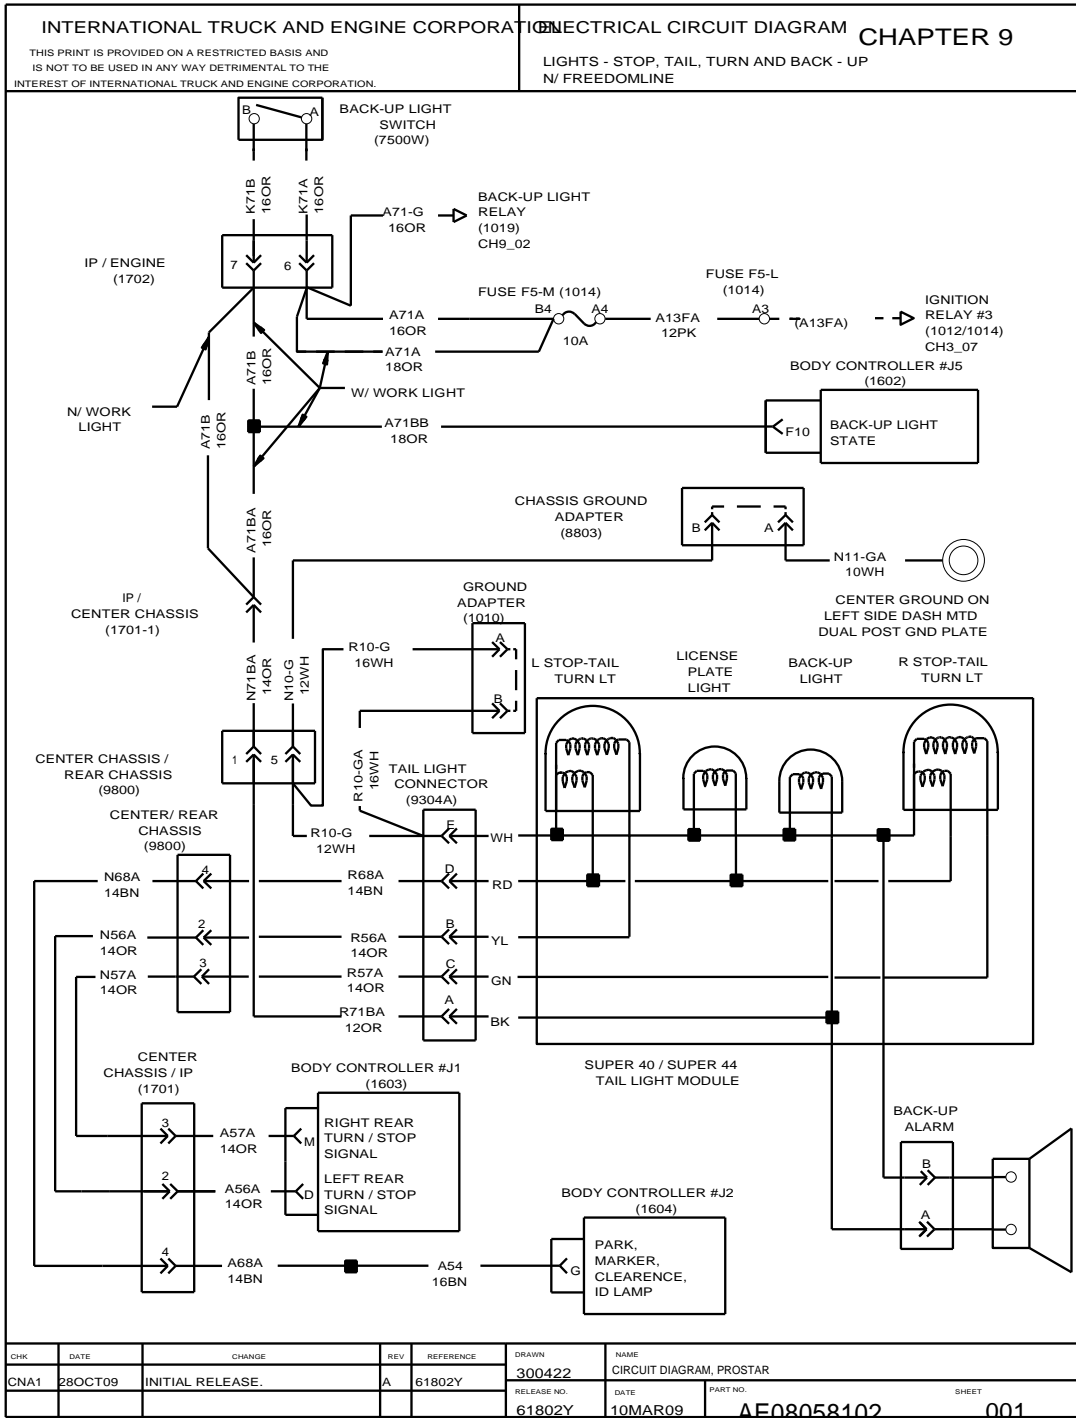 INTERNATIONAL TRUCK AND ENGINE CORPORATION
THIS PRINT IS PROVIDED ON A RESTRICTED BASIS AND
IS NOT TO BE USED IN ANY WAY DETRIMENTAL TO THE
INTEREST OF INTERNATIONAL TRUCK AND ENGINE CORPORATION.
ELECTRICAL CIRCUIT DIAGRAM
CHAPTER 9
LIGHTS - STOP, TAIL, TURN AND BACK - UP
N/ FREEDOMLINE
B
A
BACK-UP LIGHT
SWITCH
(7500W)
K71B
16OR
K71A
16OR
A71-G
16OR
BACK-UP LIGHT
RELAY
(1019)
CH9_02
IP / ENGINE
(1702)
7
6
FUSE F5-M (1014)
B4
A4
10A
FUSE F5-L
(1014)
A3
A13FA
12PK
(A13FA)
IGNITION
RELAY #3
(1012/1014)
CH3_07
A71A
16OR
A71A
18OR
A71B
16OR
A71B
16OR
N/ WORK
LIGHT
W/ WORK LIGHT
A71BB
18OR
BODY CONTROLLER #J5
(1602)
F10
BACK-UP LIGHT
STATE
A71BA
16OR
CHASSIS GROUND
ADAPTER
(8803)
B
A
N11-GA
10WH
CENTER GROUND ON
LEFT SIDE DASH MTD
DUAL POST GND PLATE
IP /
CENTER CHASSIS
(1701-1)
GROUND
ADAPTER
(1010)
A
B
N71BA
14OR
N10-G
12WH
R10-G
16WH
R10-GA
16WH
L STOP-TAIL
TURN LT
LICENSE
PLATE
LIGHT
BACK-UP
LIGHT
R STOP-TAIL
TURN LT
CENTER CHASSIS /
REAR CHASSIS
(9800)
1
5
TAIL LIGHT
CONNECTOR
(9304A)
CENTER/ REAR
CHASSIS
(9800)
R10-G
12WH
E
WH
N68A
14BN
4
R68A
14BN
D
RD
N56A
14OR
2
R56A
14OR
B
YL
N57A
14OR
3
R57A
14OR
C
GN
R71BA
12OR
A
BK
SUPER 40 / SUPER 44
TAIL LIGHT MODULE
CENTER
CHASSIS / IP
(1701)
BODY CONTROLLER #J1
(1603)
3
A57A
14OR
M
RIGHT REAR
TURN / STOP
SIGNAL
2
A56A
14OR
D
LEFT REAR
TURN / STOP
SIGNAL
4
A68A
14BN
A54
16BN
BODY CONTROLLER #J2
(1604)
G
PARK,
MARKER,
CLEARENCE,
ID LAMP
BACK-UP
ALARM
B
A
CHK DATE CHANGE REV REFERENCE
CNA1 28OCT09 INITIAL RELEASE. A 61802Y
DRAWN
300422
NAME
CIRCUIT DIAGRAM, PROSTAR
RELEASE NO.
61802Y
DATE
10MAR09
PART NO.
AE08058102
SHEET
001